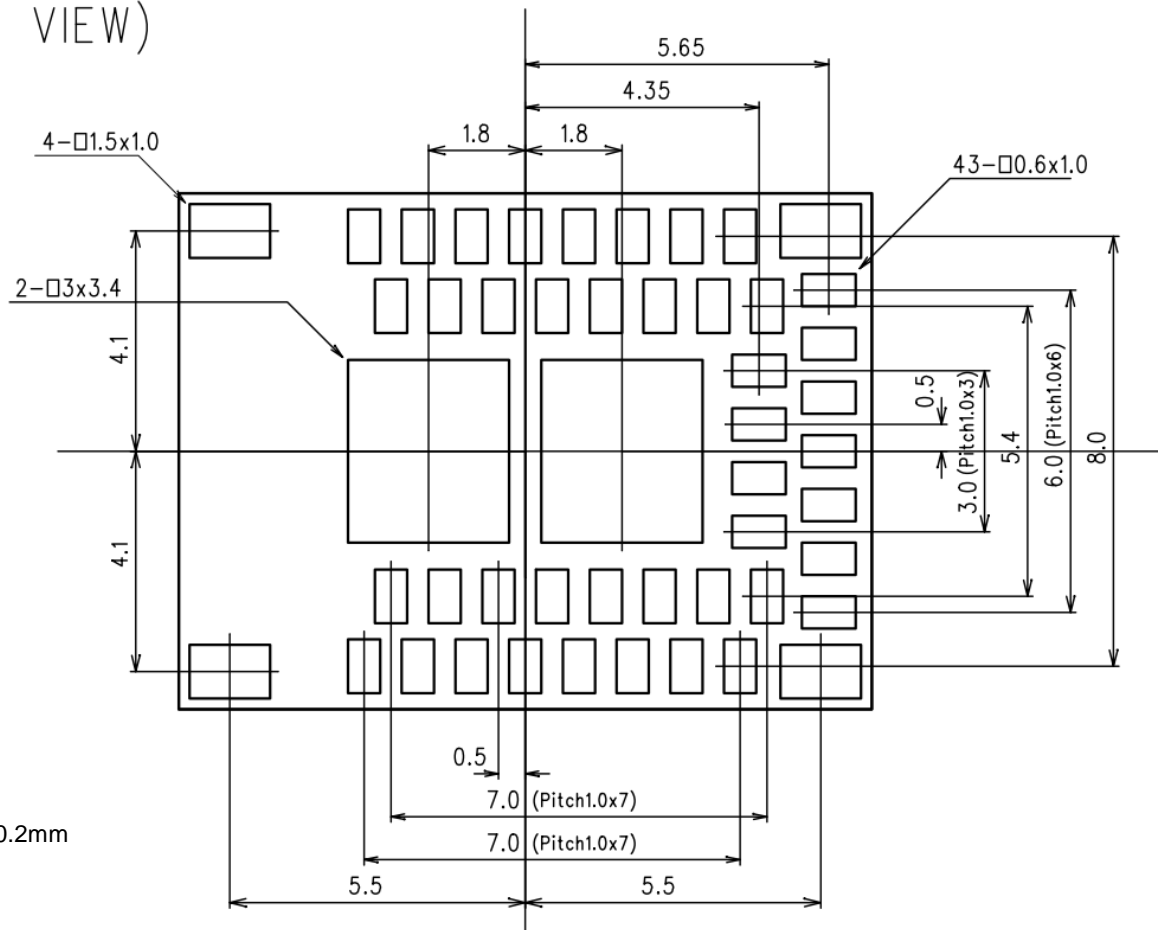 VIEW)
5.65
4.35
1.8
1.8
4-□1.5x1.0
43-□0.6x1.0
2-□3x3.4
4.1
4.1
0.5
3.0 (Pitch1.0x3)
5.4
6.0 (Pitch1.0x6)
8.0
0.5
7.0 (Pitch1.0x7)
7.0 (Pitch1.0x7)
0.2mm
5.5
5.5